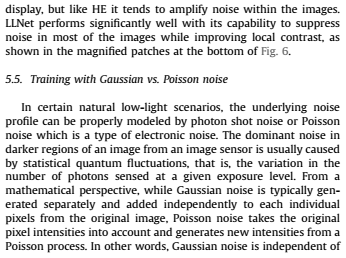 display, but like HE it tends to amplify noise within the images.
LLNet performs significantly well with its capability to suppress
noise in most of the images while improving local contrast, as
shown in the magnified patches at the bottom of Fig. 6.
5.5. Training with Gaussian vs. Poisson noise
In certain natural low-light scenarios, the underlying noise
profile can be properly modeled by photon shot noise or Poisson
noise which is a type of electronic noise. The dominant noise in
darker regions of an image from an image sensor is usually caused
by statistical quantum fluctuations, that is, the variation in the
number of photons sensed at a given exposure level. From a
mathematical perspective, while Gaussian noise is typically gen-
erated separately and added independently to each individual
pixels from the original image, Poisson noise takes the original
pixel intensities into account and generates new intensities from a
Poisson process. In other words, Gaussian noise is independent of